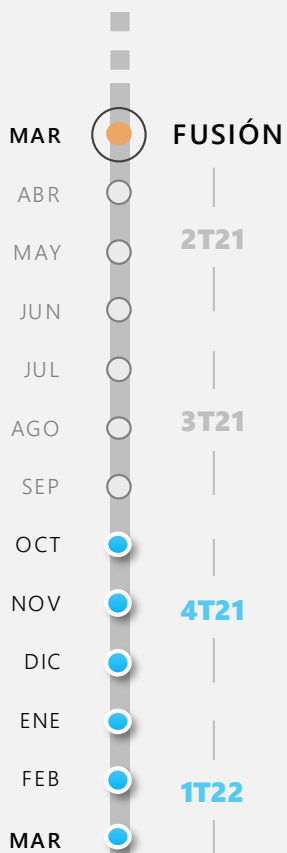 MAR FUSIÓN
ABR
MAY 2T21
JUN
JUL
AGO 3T21
SEP
OCT
NOV 4T21
DIC
ENE
FEB 1T22
MAR